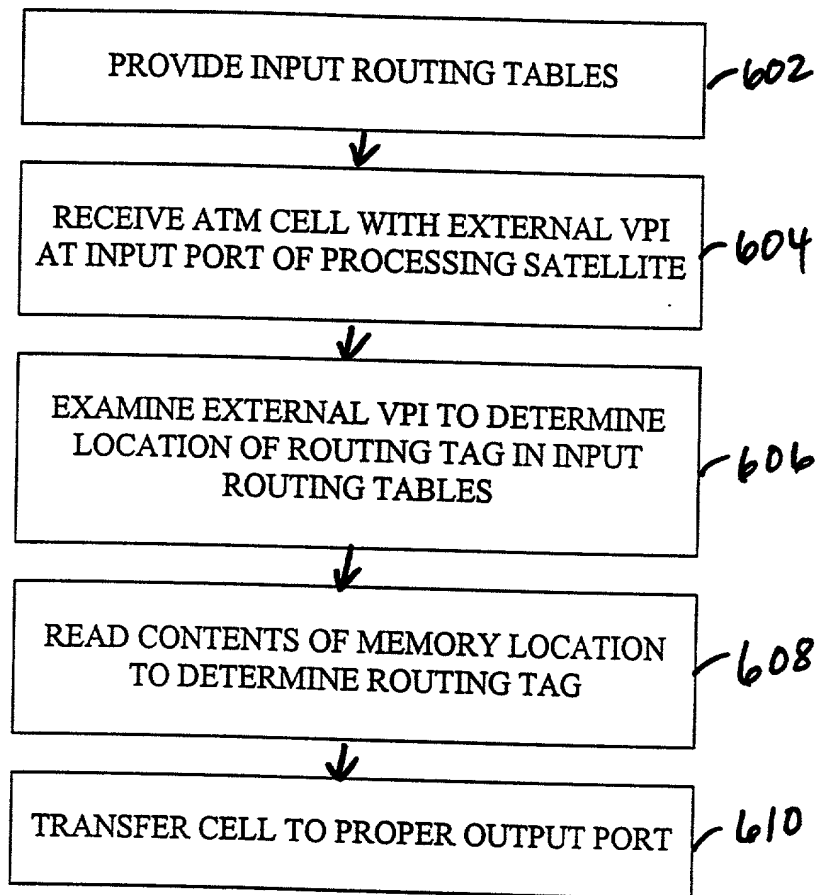 PROVIDE INPUT ROUTING TABLES
602
RECEIVE ATM CELL WITH EXTERNAL VPI
AT INPUT PORT OF PROCESSING SATELLITE
604
EXAMINE EXTERNAL VPI TO DETERMINE
LOCATION OF ROUTING TAG IN INPUT
ROUTING TABLES
606
READ CONTENTS OF MEMORY LOCATION
TO DETERMINE ROUTING TAG
608
TRANSFER CELL TO PROPER OUTPUT PORT
610